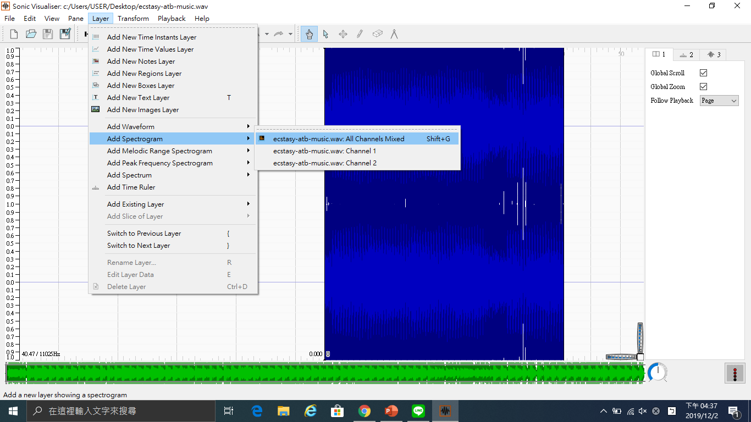 Sonic Visualiser: c:/Users/USER/Desktop/ecstasy-atb-music.wav
File Edit View Pane Layer Transform Playback Help
Add New Time Instants Layer
Add New Time Values Layer
Add New Notes Layer
Add New Regions Layer
Add New Boxes Layer
Add New Text Layer T
Add New Images Layer
Add Waveform
Add Spectrogram
Add Melodic Range Spectrogram
Add Peak Frequency Spectrogram
Add Spectrum
Add Time Ruler
Add Existing Layer
Add Slice of Layer
Switch to Previous Layer {
Switch to Next Layer }
Rename Layer... R
Edit Layer Data E
Delete Layer Ctrl+D
ecstasy-atb-music.wav: All Channels Mixed Shift+G
ecstasy-atb-music.wav: Channel 1
ecstasy-atb-music.wav: Channel 2
1 2 3
Global Scroll
Global Zoom
Follow Playback Page
1.0
0.9
0.8
0.7
0.6
0.5
0.4
0.3
0.2
0.1
0.0
0.1
0.2
0.3
0.4
0.5
0.6
0.7
0.8
0.9
1.0
0.9
0.8
0.7
0.6
0.5
0.4
0.3
0.2
0.1
0.0
0.1
0.2
0.3
0.4
0.5
0.6
0.7
0.8
0.9
1.0
40.47 / 11025Hz
0.000
Add a new layer showing a spectrogram
在這裡輸入文字來搜尋
下午 04:37
2019/12/2